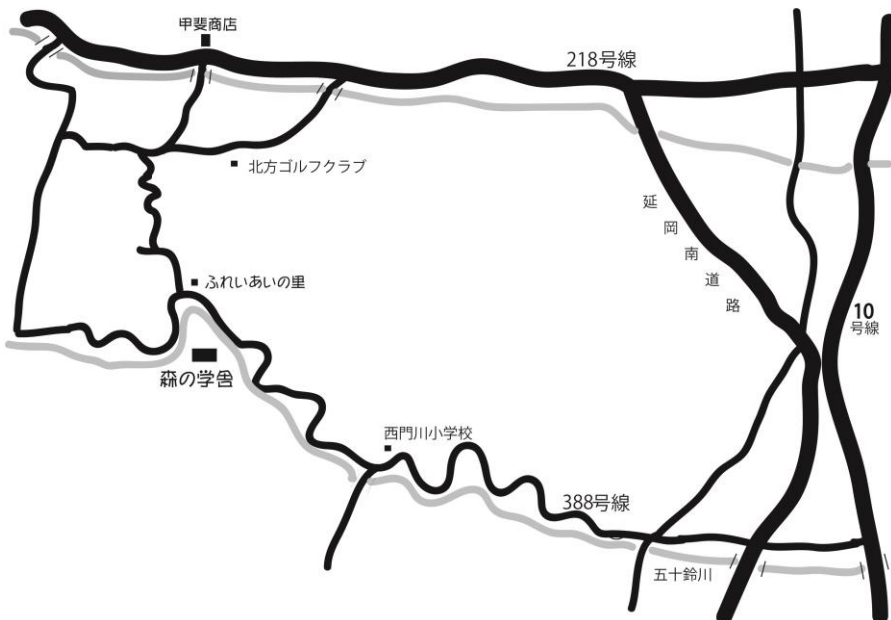 甲斐商店
218号線
北方ゴルフクラブ
延岡南道路
ふれいあいの里
10
号線
森の学舎
西門川小学校
388号線
五十鈴川